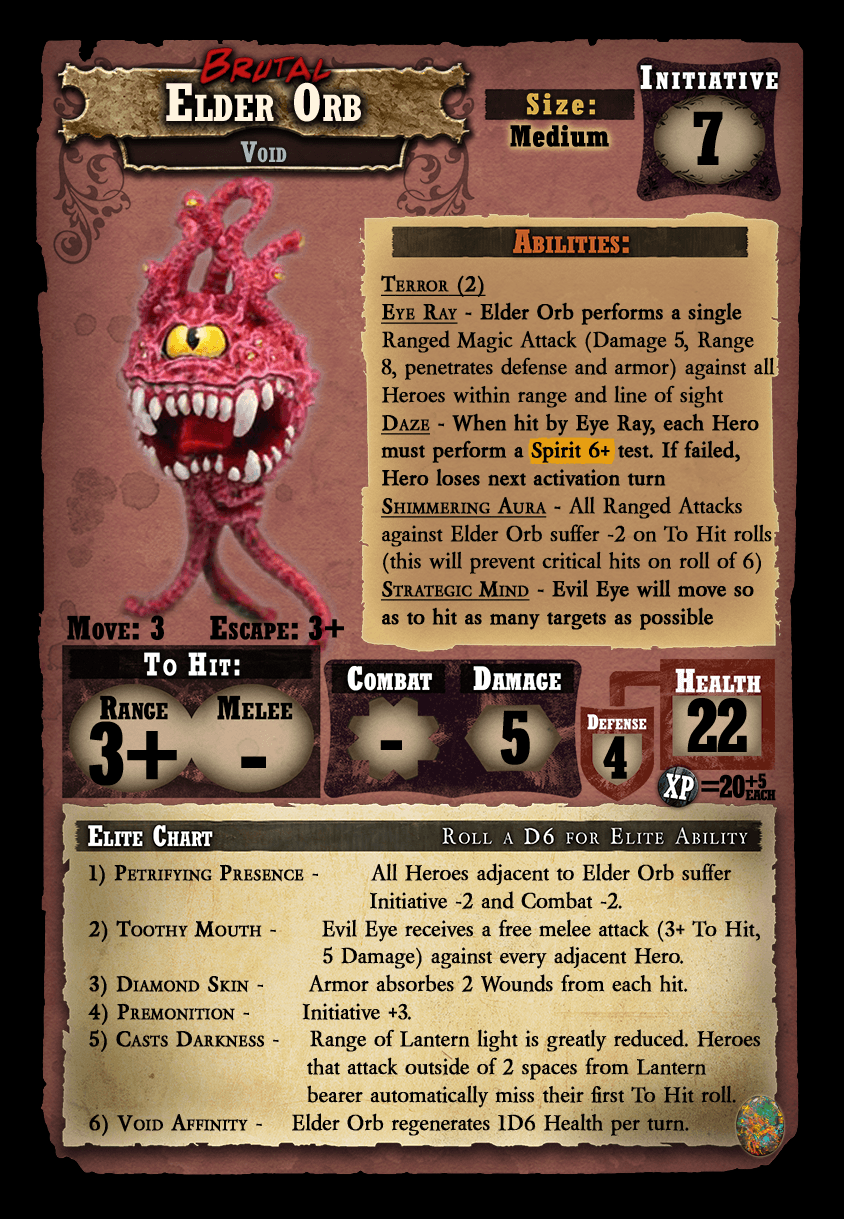 Brutal
Elder Orb
Void
Size:
Medium
Initiative
7
Abilities:
Terror (2)
Eye Ray - Elder Orb performs a single
Ranged Magic Attack (Damage 5, Range
8, penetrates defense and armor) against all
Heroes within range and line of sight
Daze - When hit by Eye Ray, each Hero
must perform a Spirit 6+ test. If failed,
Hero loses next activation turn
Shimmering Aura - All Ranged Attacks
against Elder Orb suffer -2 on To Hit rolls
(this will prevent critical hits on roll of 6)
Strategic Mind - Evil Eye will move so
as to hit as many targets as possible
Move: 3 Escape: 3+
To Hit:
Range Melee
3+ -
Combat
-
Damage
5
Defense
4
Health
22
XP =20 +5 each
Elite Chart Roll a D6 for Elite Ability
1) Petrifying Presence - All Heroes adjacent to Elder Orb suffer
Initiative -2 and Combat -2.
2) Toothy Mouth - Evil Eye receives a free melee attack (3+ To Hit,
5 Damage) against every adjacent Hero.
3) Diamond Skin - Armor absorbes 2 Wounds from each hit.
4) Premonition - Initiative +3.
5) Casts Darkness - Range of Lantern light is greatly reduced. Heroes
that attack outside of 2 spaces from Lantern
bearer automatically miss their first To Hit roll.
6) Void Affinity - Elder Orb regenerates 1D6 Health per turn.